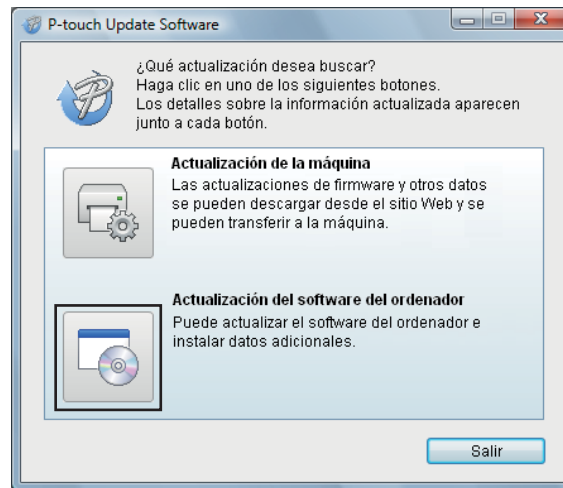 P-touch Update Software
¿Qué actualización desea buscar?
Haga clic en uno de los siguientes botones.
Los detalles sobre la información actualizada aparecen
junto a cada botón.
Actualización de la máquina
Las actualizaciones de firmware y otros datos
se pueden descargar desde el sitio Web y se
pueden transferir a la máquina.
Actualización del software del ordenador
Puede actualizar el software del ordenador e
instalar datos adicionales.
Salir